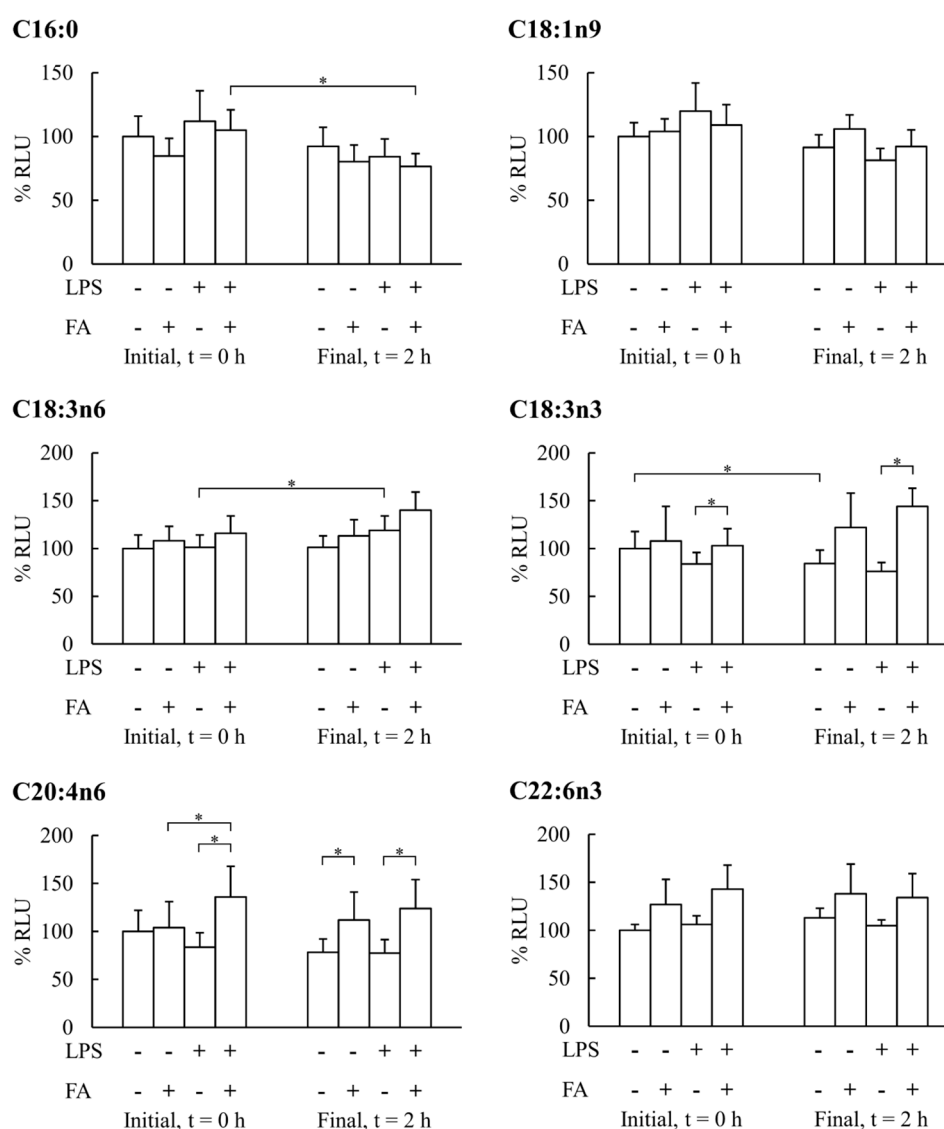 C16:0
C18:1n9
*
150
100
50
0
% RLU
LPS - - + + - - + +
FA - + - + - + - +
Initial, t = 0 h Final, t = 2 h
150
100
50
0
% RLU
LPS - - + + - - + +
FA - + - + - + - +
Initial, t = 0 h Final, t = 2 h
C18:3n6
C18:3n3
200
150
100
50
0
% RLU
*
LPS - - + + - - + +
FA - + - + - + - +
Initial, t = 0 h Final, t = 2 h
200
150
100
50
0
% RLU
* * *
LPS - - + + - - + +
FA - + - + - + - +
Initial, t = 0 h Final, t = 2 h
C20:4n6
C22:6n3
200
150
100
50
0
% RLU
*
* * *
LPS - - + + - - + +
FA - + - + - + - +
Initial, t = 0 h Final, t = 2 h
200
150
100
50
0
% RLU
LPS - - + + - - + +
FA - + - + - + - +
Initial, t = 0 h Final, t = 2 h